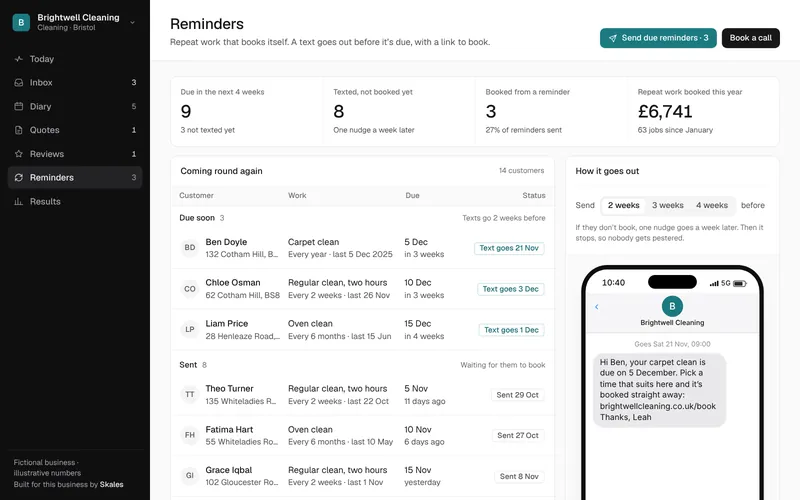 B
Brightwell Cleaning
Cleaning · Bristol
Today
Inbox 3
Diary 5
Quotes 1
Reviews 1
Reminders 3
Results
Fictional business ·
illustrative numbers
Built for this business by Skales
Reminders
Repeat work that books itself. A text goes out before it's due, with a link to book.
Send due reminders · 3
Book a call
Due in the next 4 weeks
9
3 not texted yet
Texted, not booked yet
8
One nudge a week later
Booked from a reminder
3
27% of reminders sent
Repeat work booked this year
£6,741
63 jobs since January
Coming round again 14 customers
Customer Work Due Status
Due soon 3 Texts go 2 weeks before
BD Ben Doyle Carpet clean 5 Dec Text goes 21 Nov
132 Cotham Hill, B… Every year · last 5 Dec 2025 in 3 weeks
CO Chloe Osman Regular clean, two hours 10 Dec Text goes 3 Dec
62 Cotham Hill, BS8 Every 2 weeks · last 26 Nov in 3 weeks
LP Liam Price Oven clean 15 Dec Text goes 1 Dec
28 Henleaze Road,… Every 6 months · last 15 Jun in 4 weeks
Sent 8 Waiting for them to book
TT Theo Turner Regular clean, two hours 5 Nov Sent 29 Oct
135 Whiteladies R… Every 2 weeks · last 22 Oct 11 days ago
FH Fatima Hart Oven clean 10 Nov Sent 27 Oct
55 Whiteladies Ro… Every 6 months · last 10 May 6 days ago
GI Grace Iqbal Regular clean, two hours 15 Nov Sent 8 Nov
102 Gloucester Ro… Every 2 weeks · last 1 Nov yesterday
How it goes out
Send 2 weeks 3 weeks 4 weeks before
If they don't book, one nudge goes a week later. Then it
stops, so nobody gets pestered.
10:40 5G
B
Brightwell Cleaning
Goes Sat 21 Nov, 09:00
Hi Ben, your carpet clean is
due on 5 December. Pick a
time that suits here and it's
booked straight away:
brightwellcleaning.co.uk/book
Thanks, Leah